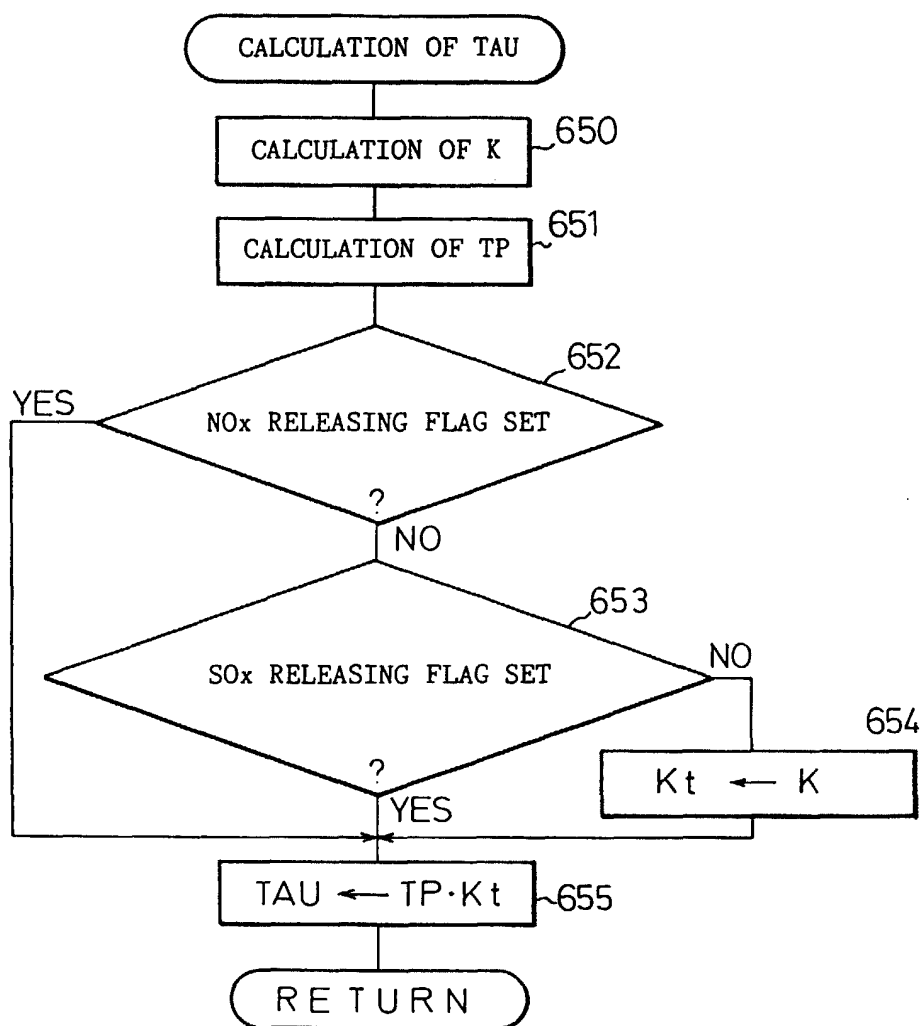 CALCULATION OF TAU
CALCULATION OF K
650
CALCULATION OF TP
651
652
YES
NOx RELEASING FLAG SET
?
NO
653
SOx RELEASING FLAG SET
NO
?
YES
654
Kt ← K
TAU ← TP·Kt
655
RETURN